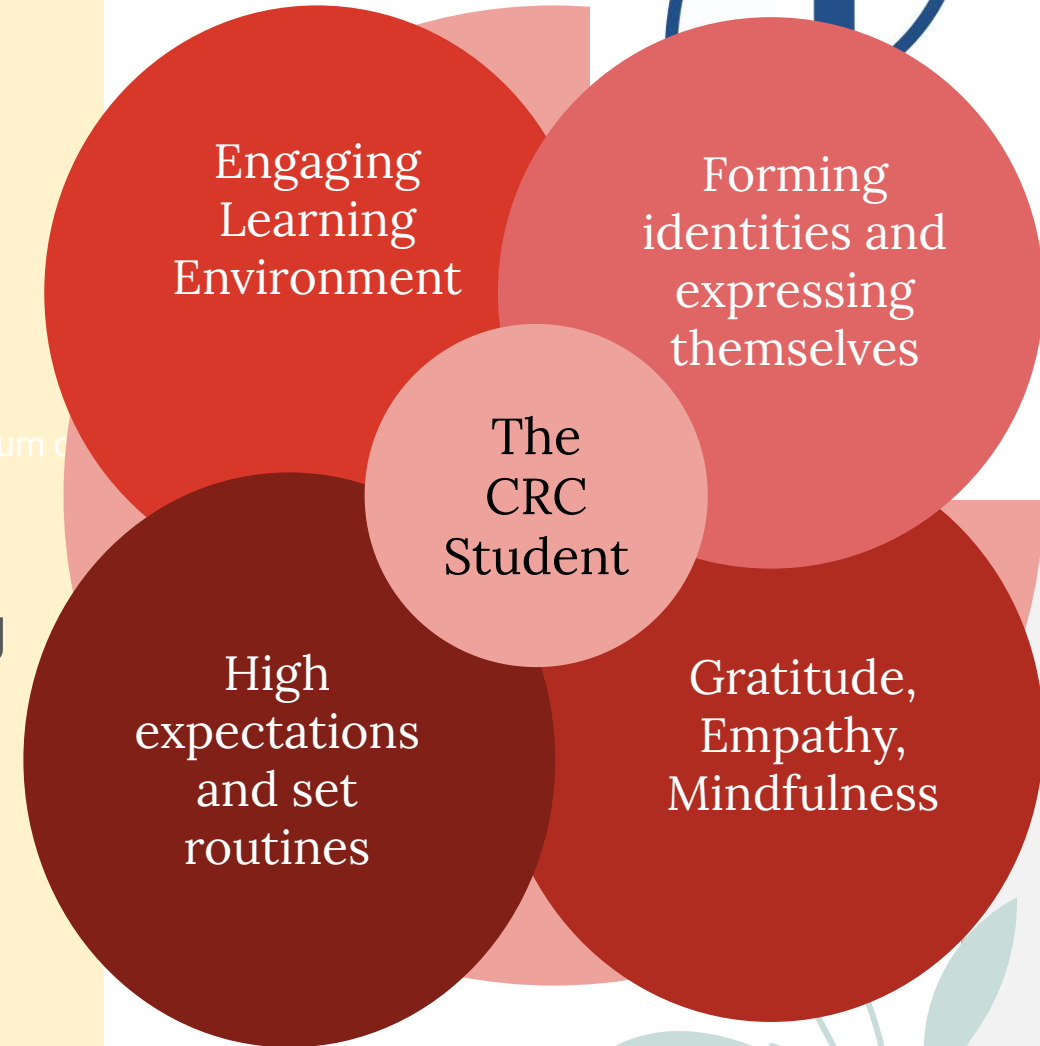 Engaging
Learning
Environment
Forming
identities and
expressing
themselves
The
CRC
Student
High
expectations
and set
routines
Gratitude,
Empathy,
Mindfulness